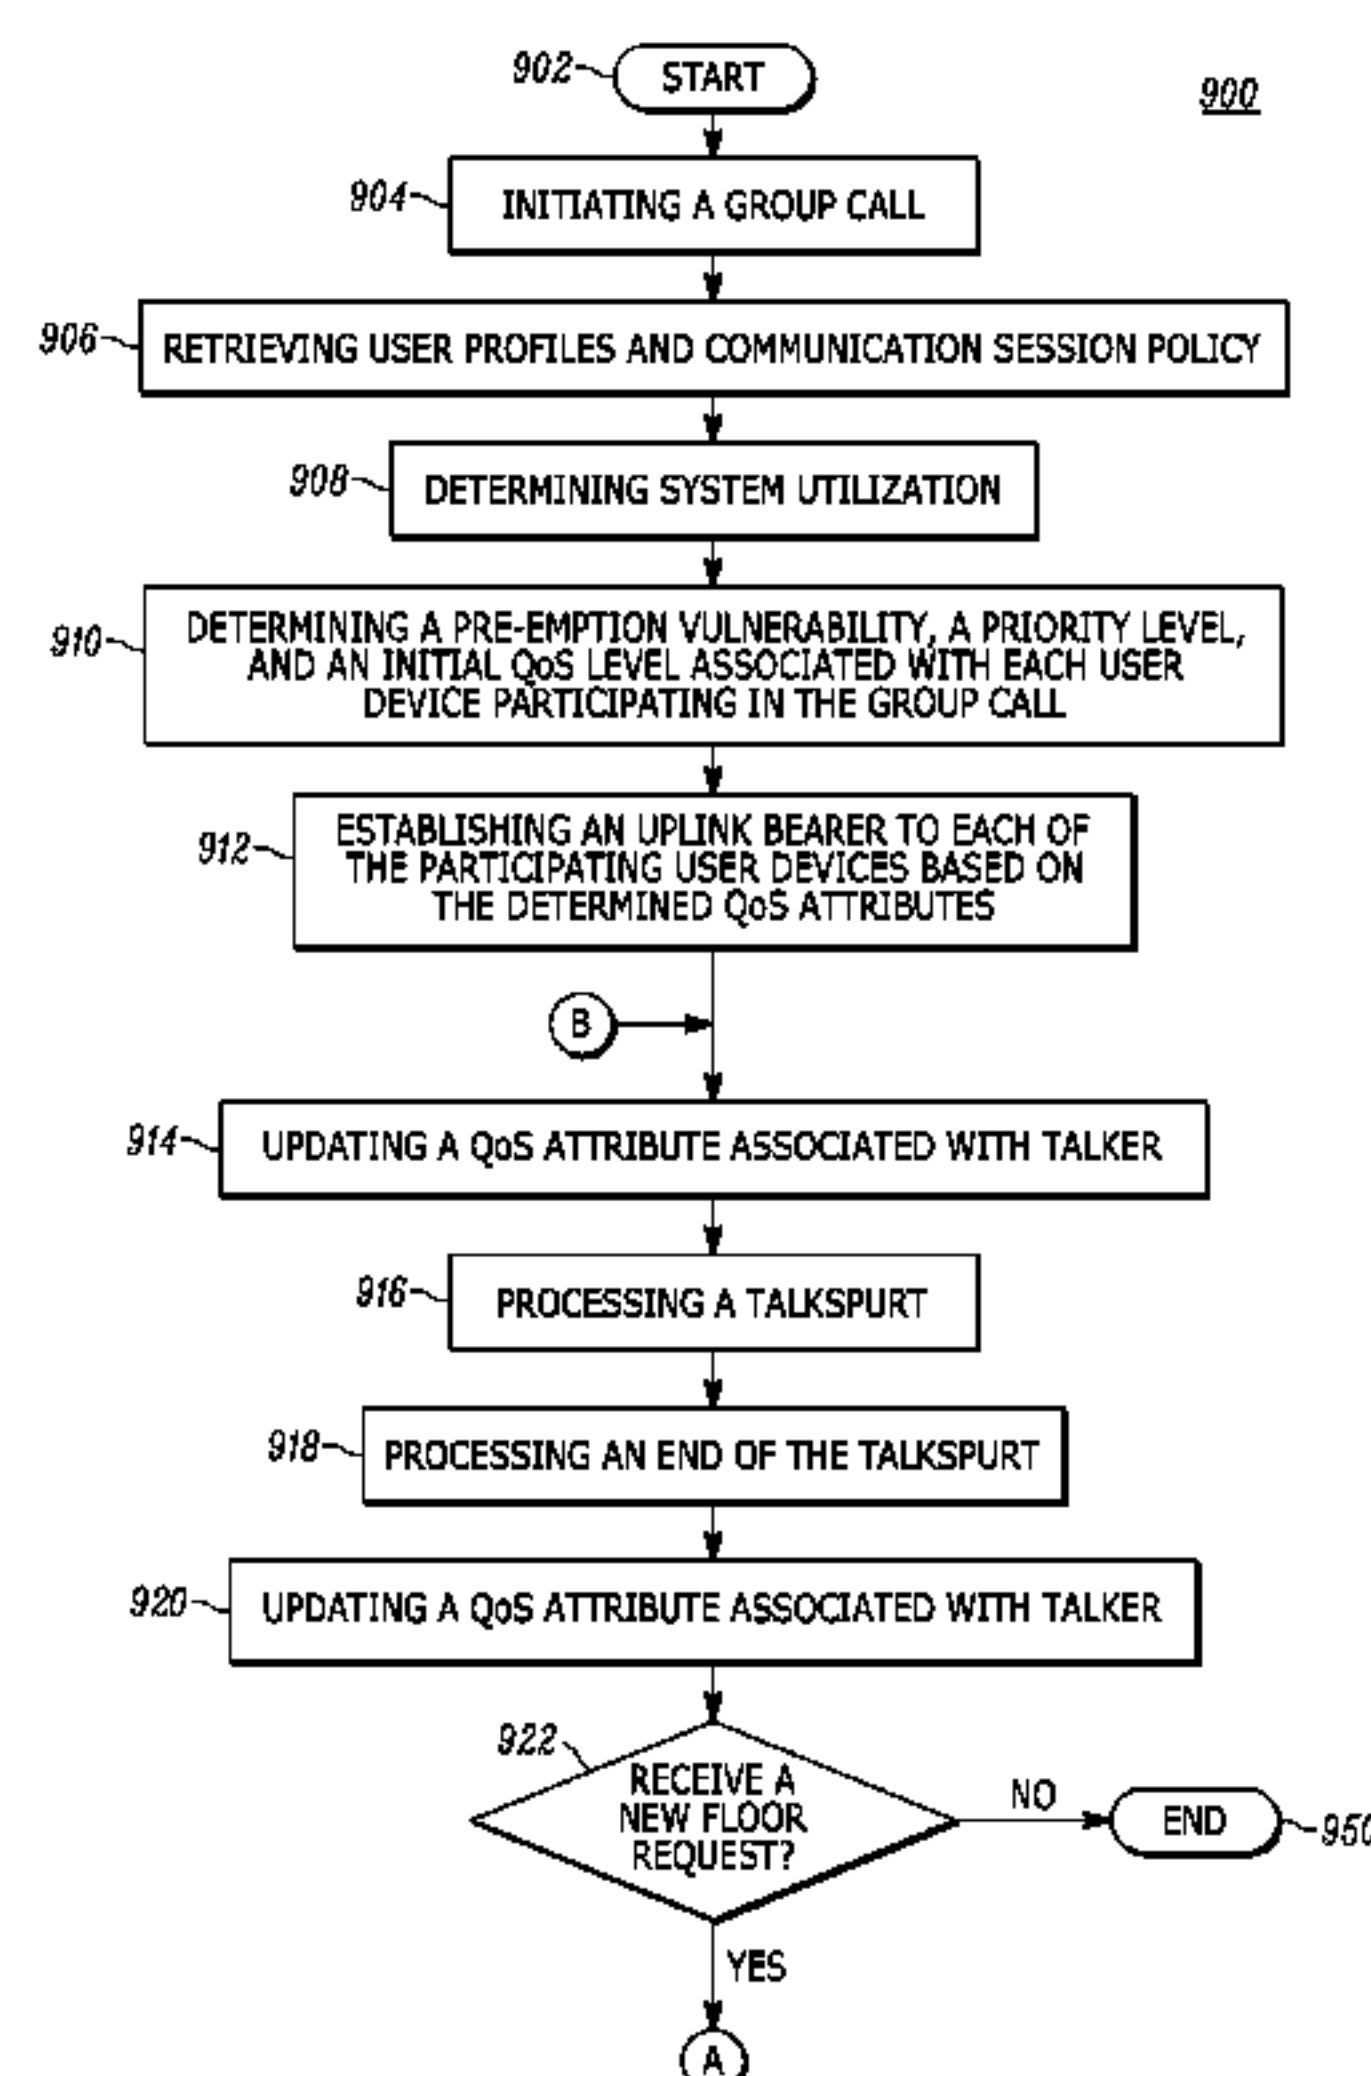 902
START
900
904
INITIATING A GROUP CALL
906
RETRIEVING USER PROFILES AND COMMUNICATION SESSION POLICY
908
DETERMINING SYSTEM UTILIZATION
910
DETERMINING A PRE-EMPTION VULNERABILITY, A PRIORITY LEVEL,
AND AN INITIAL QoS LEVEL ASSOCIATED WITH EACH USER
DEVICE PARTICIPATING IN THE GROUP CALL
912
ESTABLISHING AN UPLINK BEARER TO EACH OF
THE PARTICIPATING USER DEVICES BASED ON
THE DETERMINED QoS ATTRIBUTES
B
914
UPDATING A QoS ATTRIBUTE ASSOCIATED WITH TALKER
916
PROCESSING A TALKSPURT
918
PROCESSING AN END OF THE TALKSPURT
920
UPDATING A QoS ATTRIBUTE ASSOCIATED WITH TALKER
922
RECEIVE A
NEW FLOOR
REQUEST?
NO
END
950
YES
A